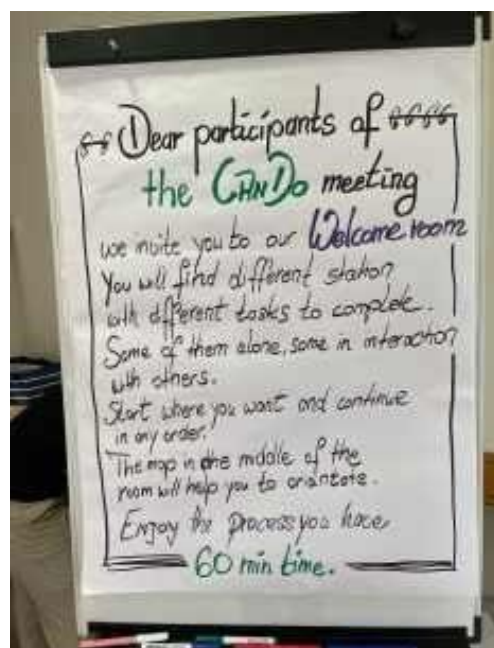 Dear participants of
the CANDO meeting
we invite you to our Welcome room
You will find different station
with different tasks to complete.
Some of them alone, some in interaction
with others.
Start where you want and continue
in any order.
The map in the middle of the
room will help you to orantate.
Enjoy the process you have
60 min time.